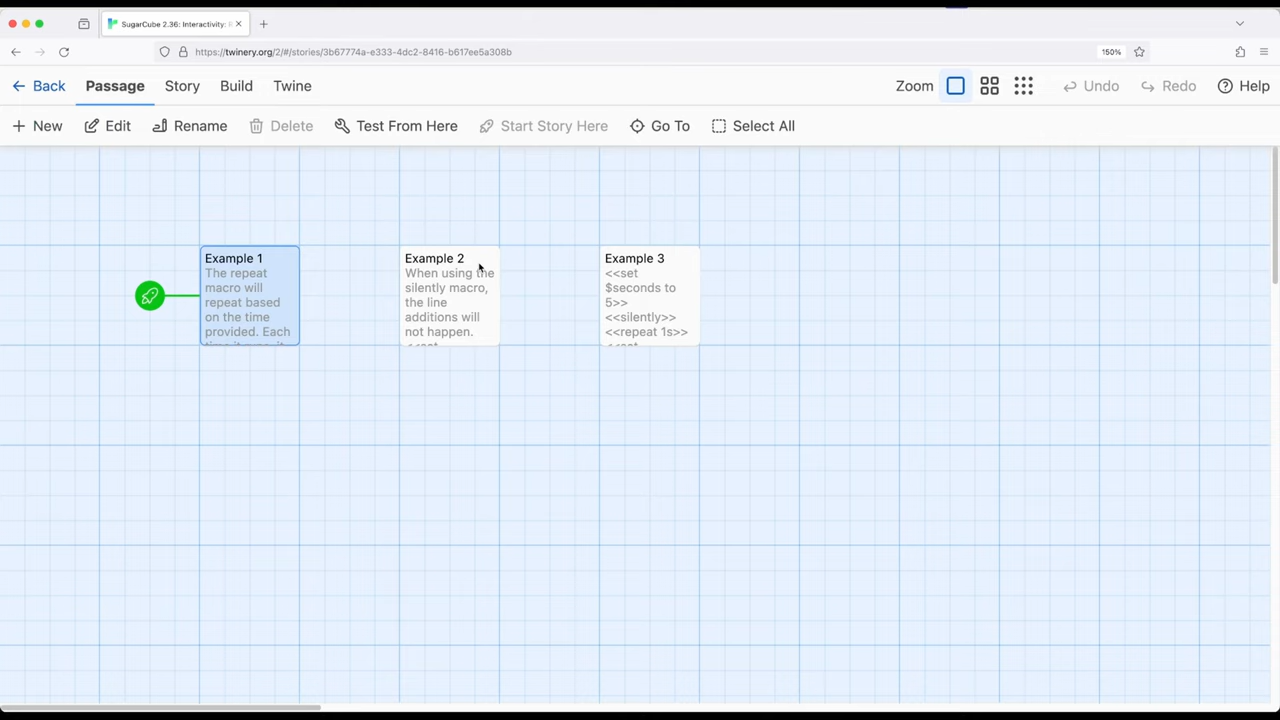 SugarCube 2.36: Interactivity: R
https://twinery.org/2/#/stories/3b67774a-e333-4dc2-8416-b617ee5a308b
150%
Back
Passage
Story
Build
Twine
Zoom
Undo
Redo
Help
New
Edit
Rename
Delete
Test From Here
Start Story Here
Go To
Select All
Example 1
The repeat
macro will
repeat based
on the time
provided. Each
Example 2
When using the
silently macro,
the line
additions will
not happen.
<<set
Example 3
<<set
$seconds to
5>>
<<silently>>
<<repeat 1s>>
<<set